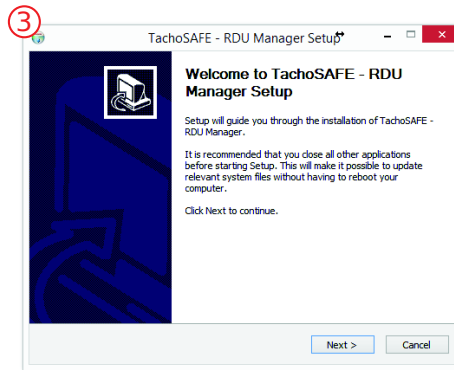 3
TachoSAFE - RDU Manager Setup
Welcome to TachoSAFE - RDU
Manager Setup
Setup will guide you through the installation of TachoSAFE -
RDU Manager.
It is recommended that you close all other applications
before starting Setup. This will make it possible to update
relevant system files without having to reboot your
computer.
Click Next to continue.
Next >
Cancel